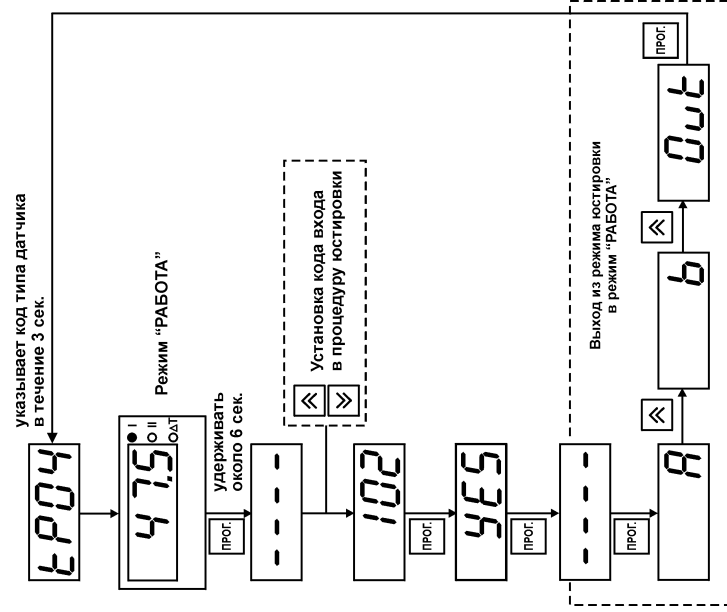 указывает код типа датчика
в течение 3 сек.
tP04
Режим “РАБОТА”
47.5
I
II
ΔT
удерживать
около 6 сек.
ПРОГ.
- - - -
Установка кода входа
в процедуру юстировки
102
ПРОГ.
YES
ПРОГ.
- - - -
ПРОГ.
Выход из режима юстировки
в режим “РАБОТА”
A
b
Out
ПРОГ.